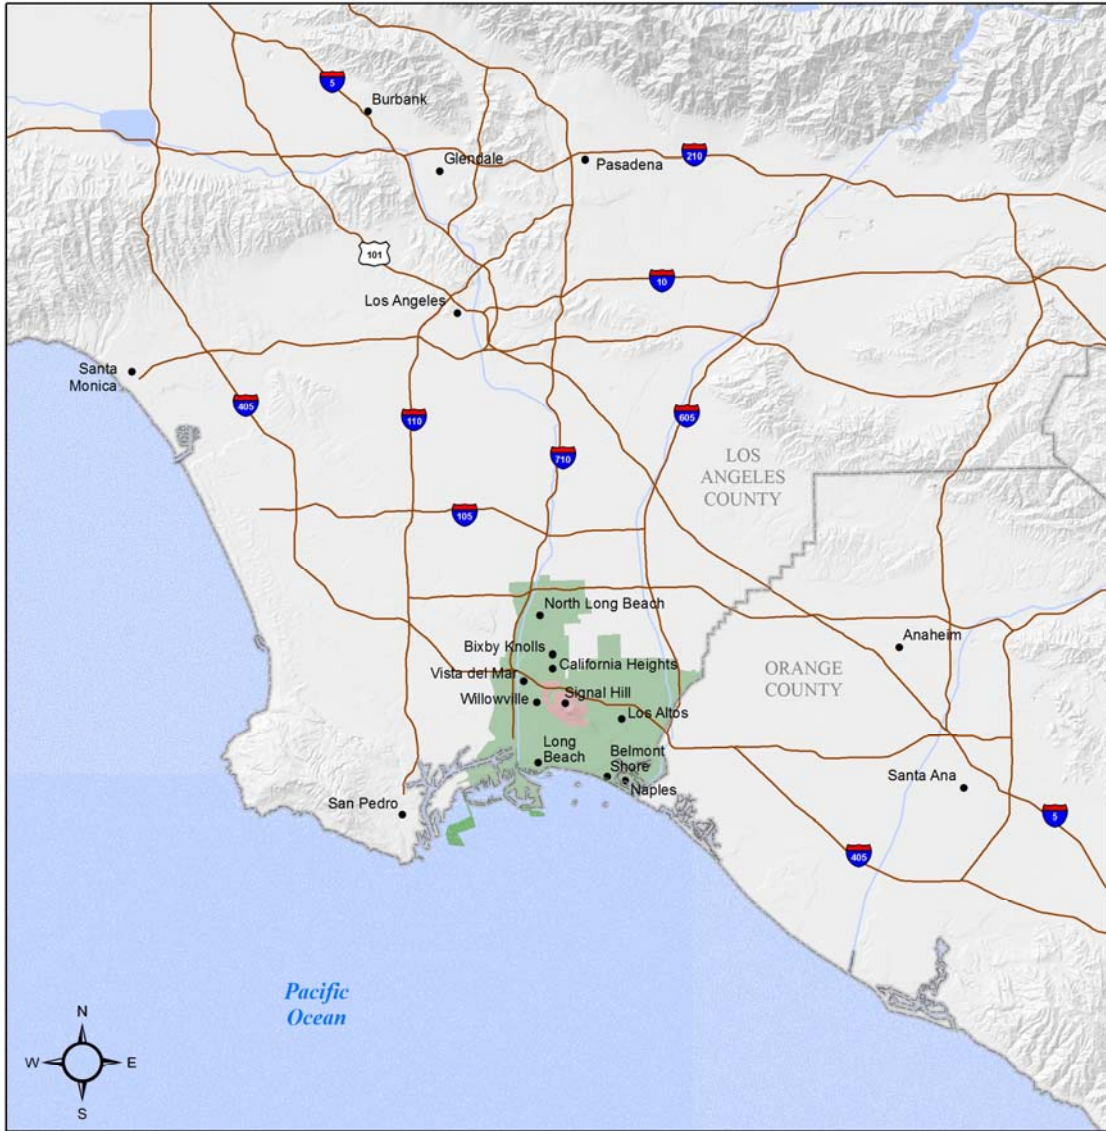 5
Burbank
Glendale
Pasadena
210
101
10
Los Angeles
Santa
Monica
405
110
605
710
LOS
ANGELES
COUNTY
105
North Long Beach
Anaheim
Bixby Knolls
California Heights
ORANGE
COUNTY
Vista del Mar
Willowville
Signal Hill
Los Altos
Long
Beach
Belmont
Shore
Naples
Santa Ana
San Pedro
5
405
Pacific
Ocean
N
W
E
S